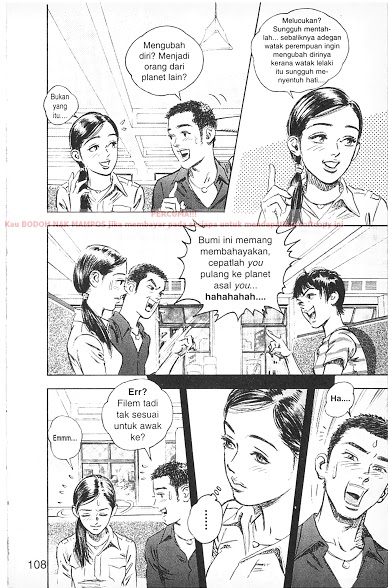 Bukan
yang
itu....
Mengubah
diri? Menjadi
orang dari
planet lain?
Melucukan?
Sungguh mentah-
lah... sebaliknya adegan
watak perempuan ingin
mengubah dirinya
kerana watak lelaki
itu sungguh me-
nyentuh hati...
PERCUMA!!!
Kau BODOH NAK MAMPOS jika membayar pada
untuk
Bumi ini memang
membahayakan,
cepatlah you
pulang ke planet
asal you...
hahahahah....
Emmm...
Err?
Filem tadi
tak sesuai
untuk awak
ke?
........
Ha....
108